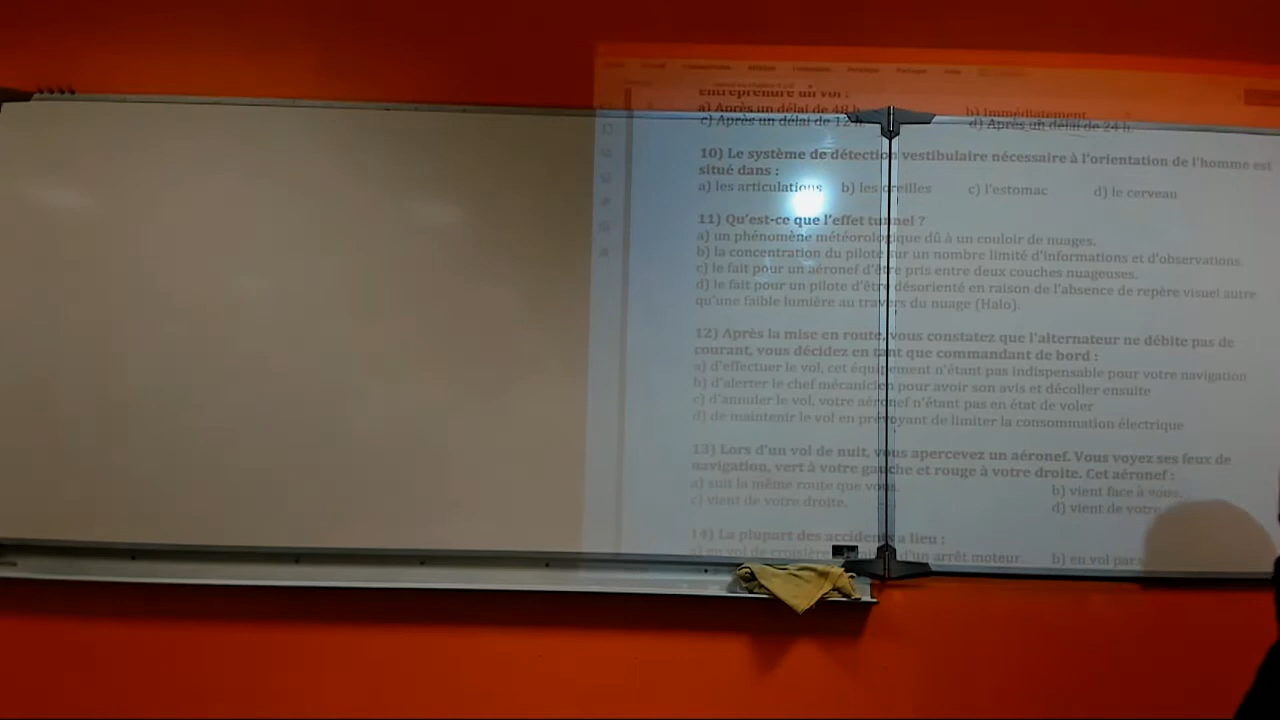 entreprendre un vol :
a) Après un délai de 48 h. b) Immédiatement.
c) Après un délai de 12 h. d) Après un délai de 24 h.
10) Le système de détection vestibulaire nécessaire à l'orientation de l'homme est
situé dans :
a) les articulations b) les oreilles c) l'estomac d) le cerveau
11) Qu'est-ce que l'effet tunnel ?
a) un phénomène météorologique dû à un couloir de nuages.
b) la concentration du pilote sur un nombre limité d'informations et d'observations.
c) le fait pour un aéronef d'être pris entre deux couches nuageuses.
d) le fait pour un pilote d'être désorienté en raison de l'absence de repère visuel autre
qu'une faible lumière au travers du nuage (Halo).
12) Après la mise en route, vous constatez que l'alternateur ne débite pas de
courant, vous décidez en tant que commandant de bord :
a) d'effectuer le vol, cet équipement n'étant pas indispensable pour votre navigation
b) d'alerter le chef mécanicien pour avoir son avis et décoller ensuite
c) d'annuler le vol, votre aéronef n'étant pas en état de voler
d) de maintenir le vol en prévoyant de limiter la consommation électrique
13) Lors d'un vol de nuit, vous apercevez un aéronef. Vous voyez ses feux de
navigation, vert à votre gauche et rouge à votre droite. Cet aéronef :
a) suit la même route que vous. b) vient face à vous.
c) vient de votre droite. d) vient de votre
14) La plupart des accidents a lieu :
a) en vol de croisière d'un arrêt moteur. b) en vol par